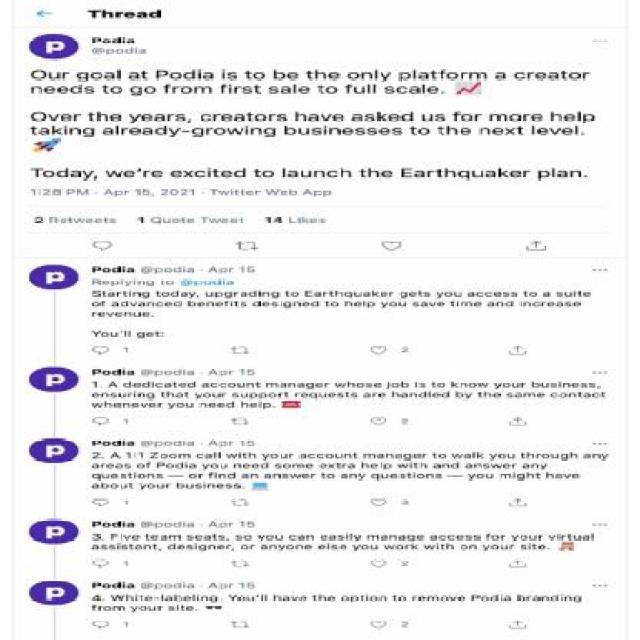 Thread
Podia
@podia
Our goal at Podia is to be the only platform a creator
needs to go from first sale to full scale. 📈
Over the years, creators have asked us for more help
taking already-growing businesses to the next level.
🚀
Today, we're excited to launch the Earthquaker plan.
1:28 PM · Apr 15, 2021 · Twitter Web App
2 Retweets 1 Quote Tweet 14 Likes
Podia @podia · Apr 15
Replying to @podia
Starting today, upgrading to Earthquaker gets you access to a suite
of advanced benefits designed to help you save time and increase
revenue.
You'll get:
1 2
Podia @podia · Apr 15
1. A dedicated account manager whose job is to know your business,
ensuring that your support requests are handled by the same contact
whenever you need help.
1 2
Podia @podia · Apr 15
2. A 1:1 Zoom call with your account manager to walk you through any
areas of Podia you need some extra help with and answer any
questions — or find an answer to any questions — you might have
about your business. 💻
1 3
Podia @podia · Apr 15
3. Five team seats, so you can easily manage access for your virtual
assistant, designer, or anyone else you work with on your site.
1 2
Podia @podia · Apr 15
4. White-labeling. You'll have the option to remove Podia branding
from your site. 🕶
1 2